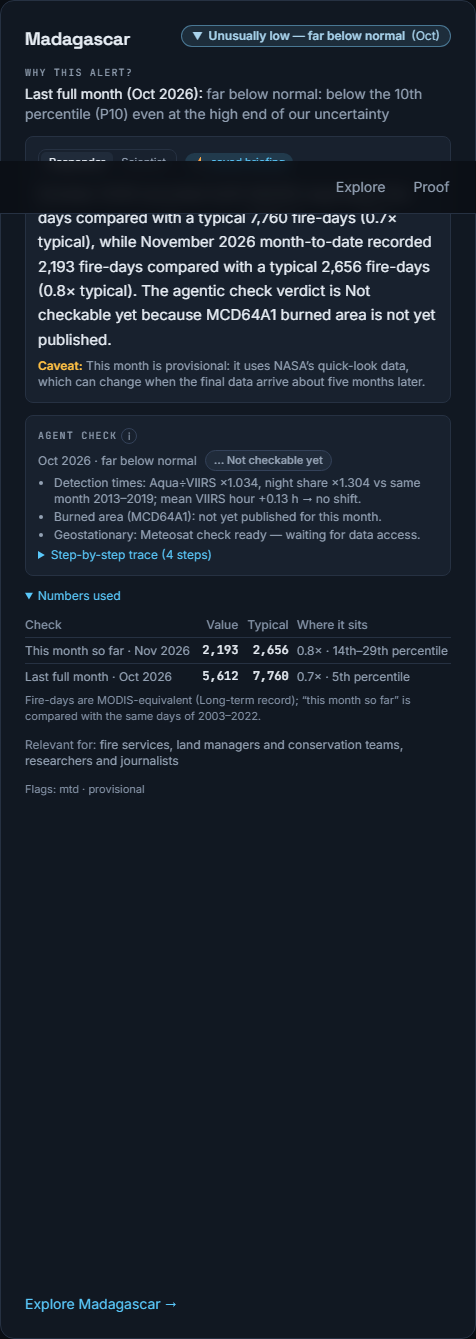 Madagascar
▼ Unusually low — far below normal (Oct)
WHY THIS ALERT?
Last full month (Oct 2026): far below normal: below the 10th
percentile (P10) even at the high end of our uncertainty
Explore Proof
days compared with a typical 7,760 fire-days (0.7×
typical), while November 2026 month-to-date recorded
2,193 fire-days compared with a typical 2,656 fire-days
(0.8× typical). The agentic check verdict is Not
checkable yet because MCD64A1 burned area is not yet
published.
Caveat: This month is provisional: it uses NASA's quick-look data,
which can change when the final data arrive about five months later.
AGENT CHECK i
Oct 2026 · far below normal … Not checkable yet
• Detection times: Aqua÷VIIRS ×1.034, night share ×1.304 vs same
month 2013–2019; mean VIIRS hour +0.13 h → no shift.
• Burned area (MCD64A1): not yet published for this month.
• Geostationary: Meteosat check ready — waiting for data access.
▶ Step-by-step trace (4 steps)
▼ Numbers used
Check Value Typical Where it sits
This month so far · Nov 2026 2,193 2,656 0.8× · 14th–29th percentile
Last full month · Oct 2026 5,612 7,760 0.7× · 5th percentile
Fire-days are MODIS-equivalent (Long-term record); “this month so far” is
compared with the same days of 2003–2022.
Relevant for: fire services, land managers and conservation teams,
researchers and journalists
Flags: mtd · provisional
Explore Madagascar →